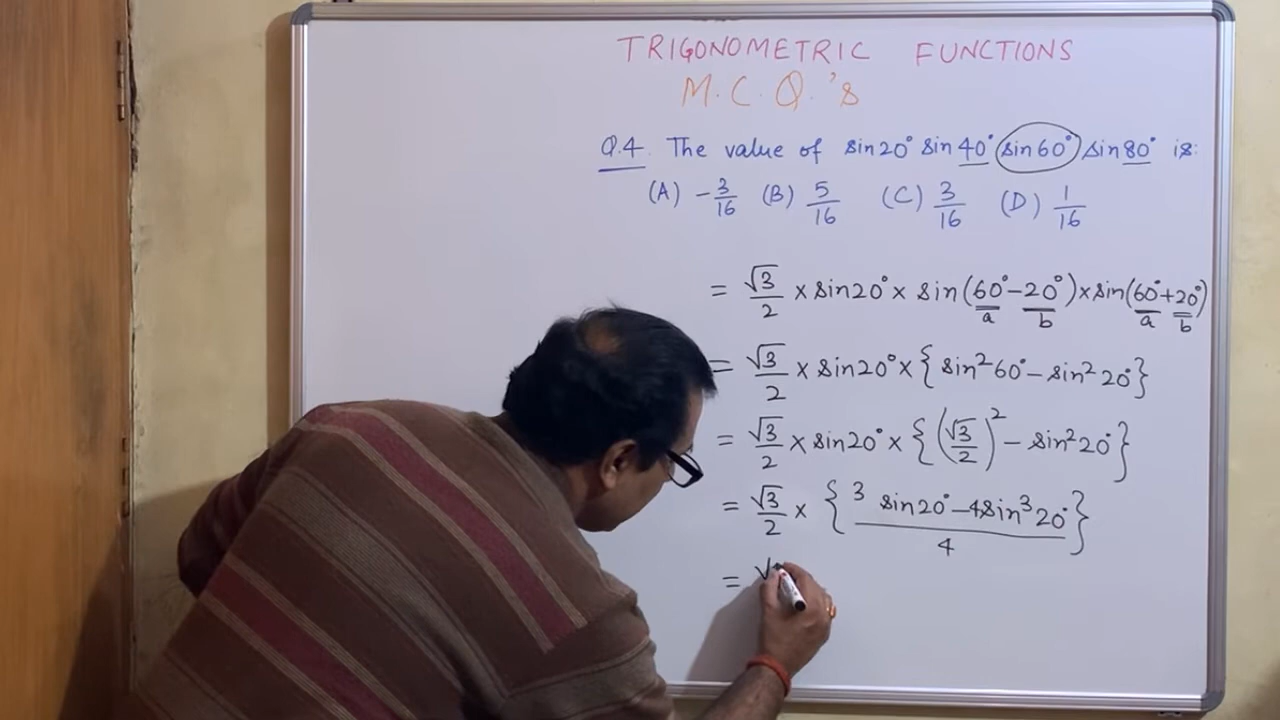 TRIGONOMETRIC FUNCTIONS
M.C.Q.'s
Q.4. The value of sin20° sin 40° sin60° sin80° is:
(A) -3/16 (B) 5/16 (C) 3/16 (D) 1/16
= √3/2 × sin20° × sin(60°-20°)×sin(60°+20°)
a b a b
= √3/2 × sin20° × {sin²60° - sin²20°}
= √3/2 × sin20° × {(√3/2)² - sin²20°}
= √3/2 × {3 sin20° - 4sin³20°/4}
= √